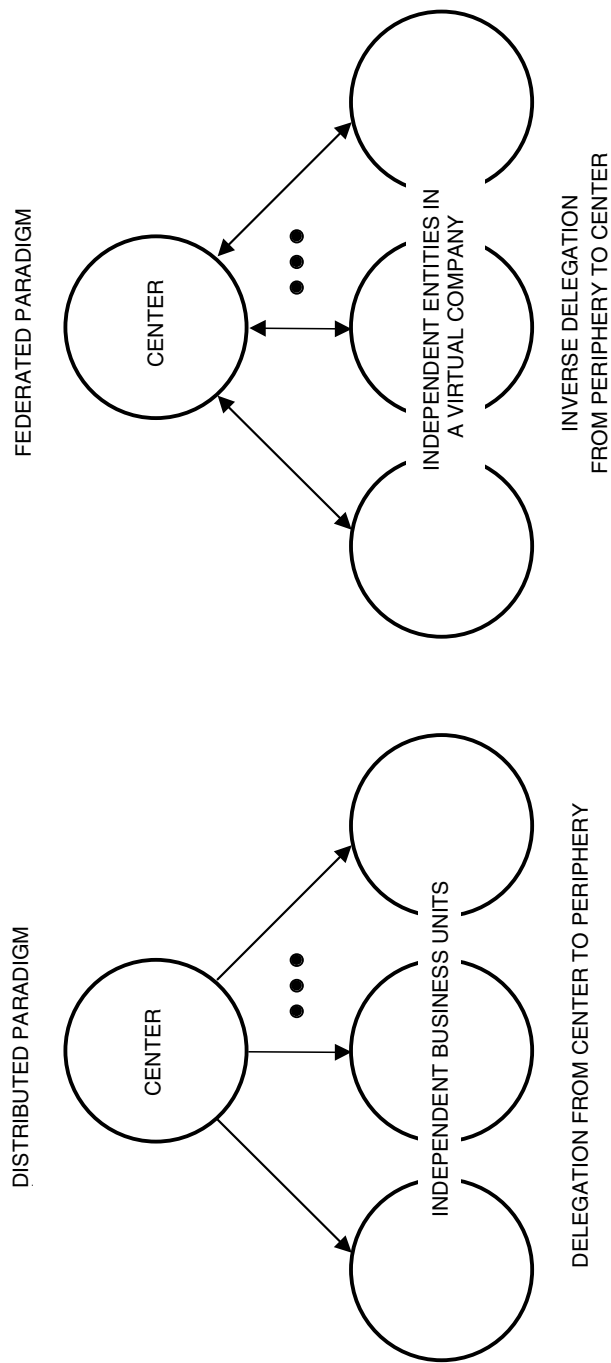 DISTRIBUTED PARADIGM
CENTER
INDEPENDENT BUSINESS UNITS
DELEGATION FROM CENTER TO PERIPHERY
FEDERATED PARADIGM
CENTER
INDEPENDENT ENTITIES IN
A VIRTUAL COMPANY
INVERSE DELEGATION
FROM PERIPHERY TO CENTER